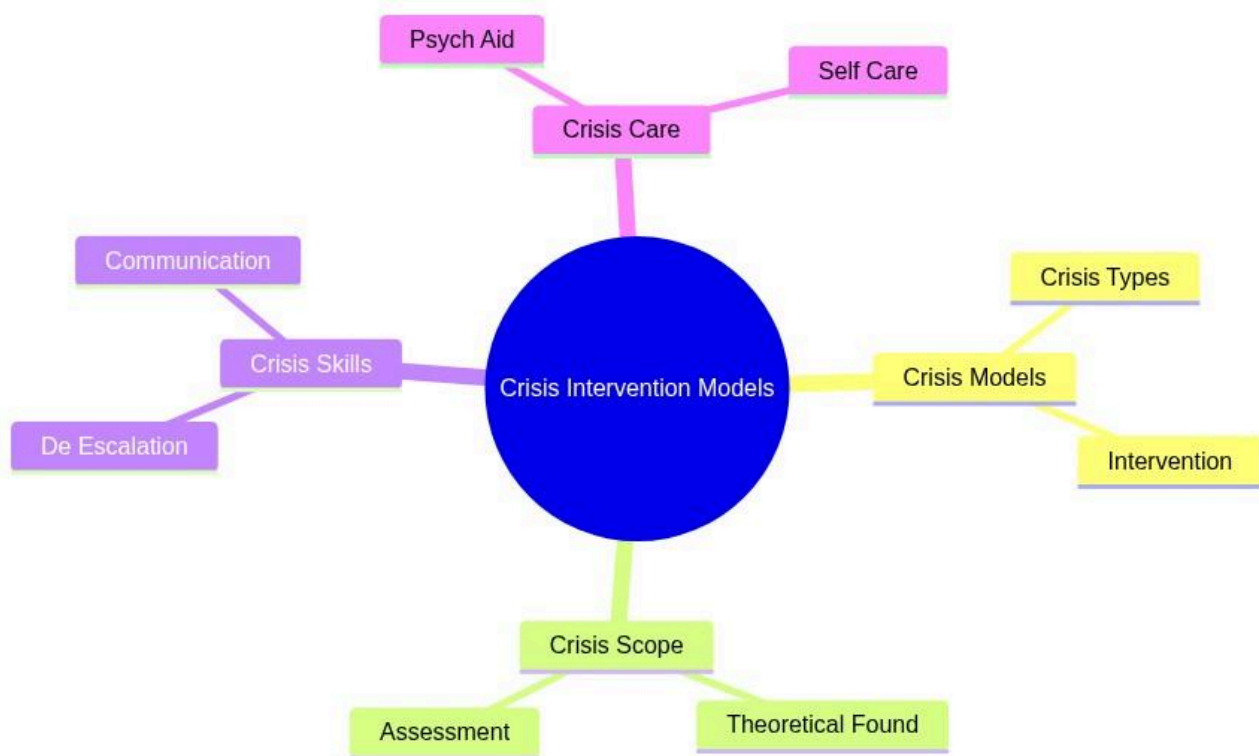 Psych Aid
Self Care
Crisis Care
Communication
Crisis Types
Crisis Skills
Crisis Intervention Models
Crisis Models
De Escalation
Intervention
Crisis Scope
Assessment
Theoretical Found